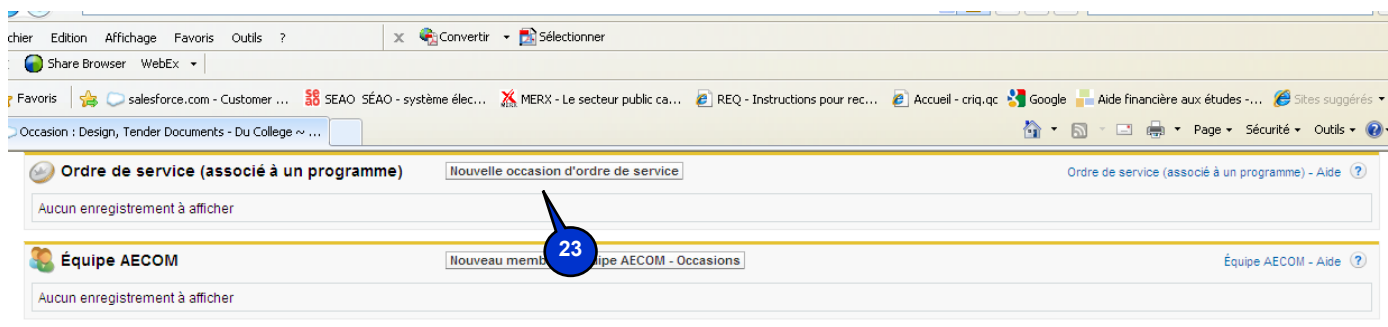 chier Edition Affichage Favoris Outils ? x Convertir Sélectionner
Share Browser WebEx
Favoris salesforce.com - Customer ... SEAO SÉAO - système élec... MERX - Le secteur public ca... REQ - Instructions pour rec... Accueil - criq.qc Google Aide financière aux études -... Sites suggérés
Occasion : Design, Tender Documents - Du College ~ ... Page Sécurité Outils
Ordre de service (associé à un programme) Nouvelle occasion d'ordre de service Ordre de service (associé à un programme) - Aide ?
Aucun enregistrement à afficher
23
Équipe AECOM Nouveau memb ipe AECOM - Occasions Équipe AECOM - Aide ?
Aucun enregistrement à afficher